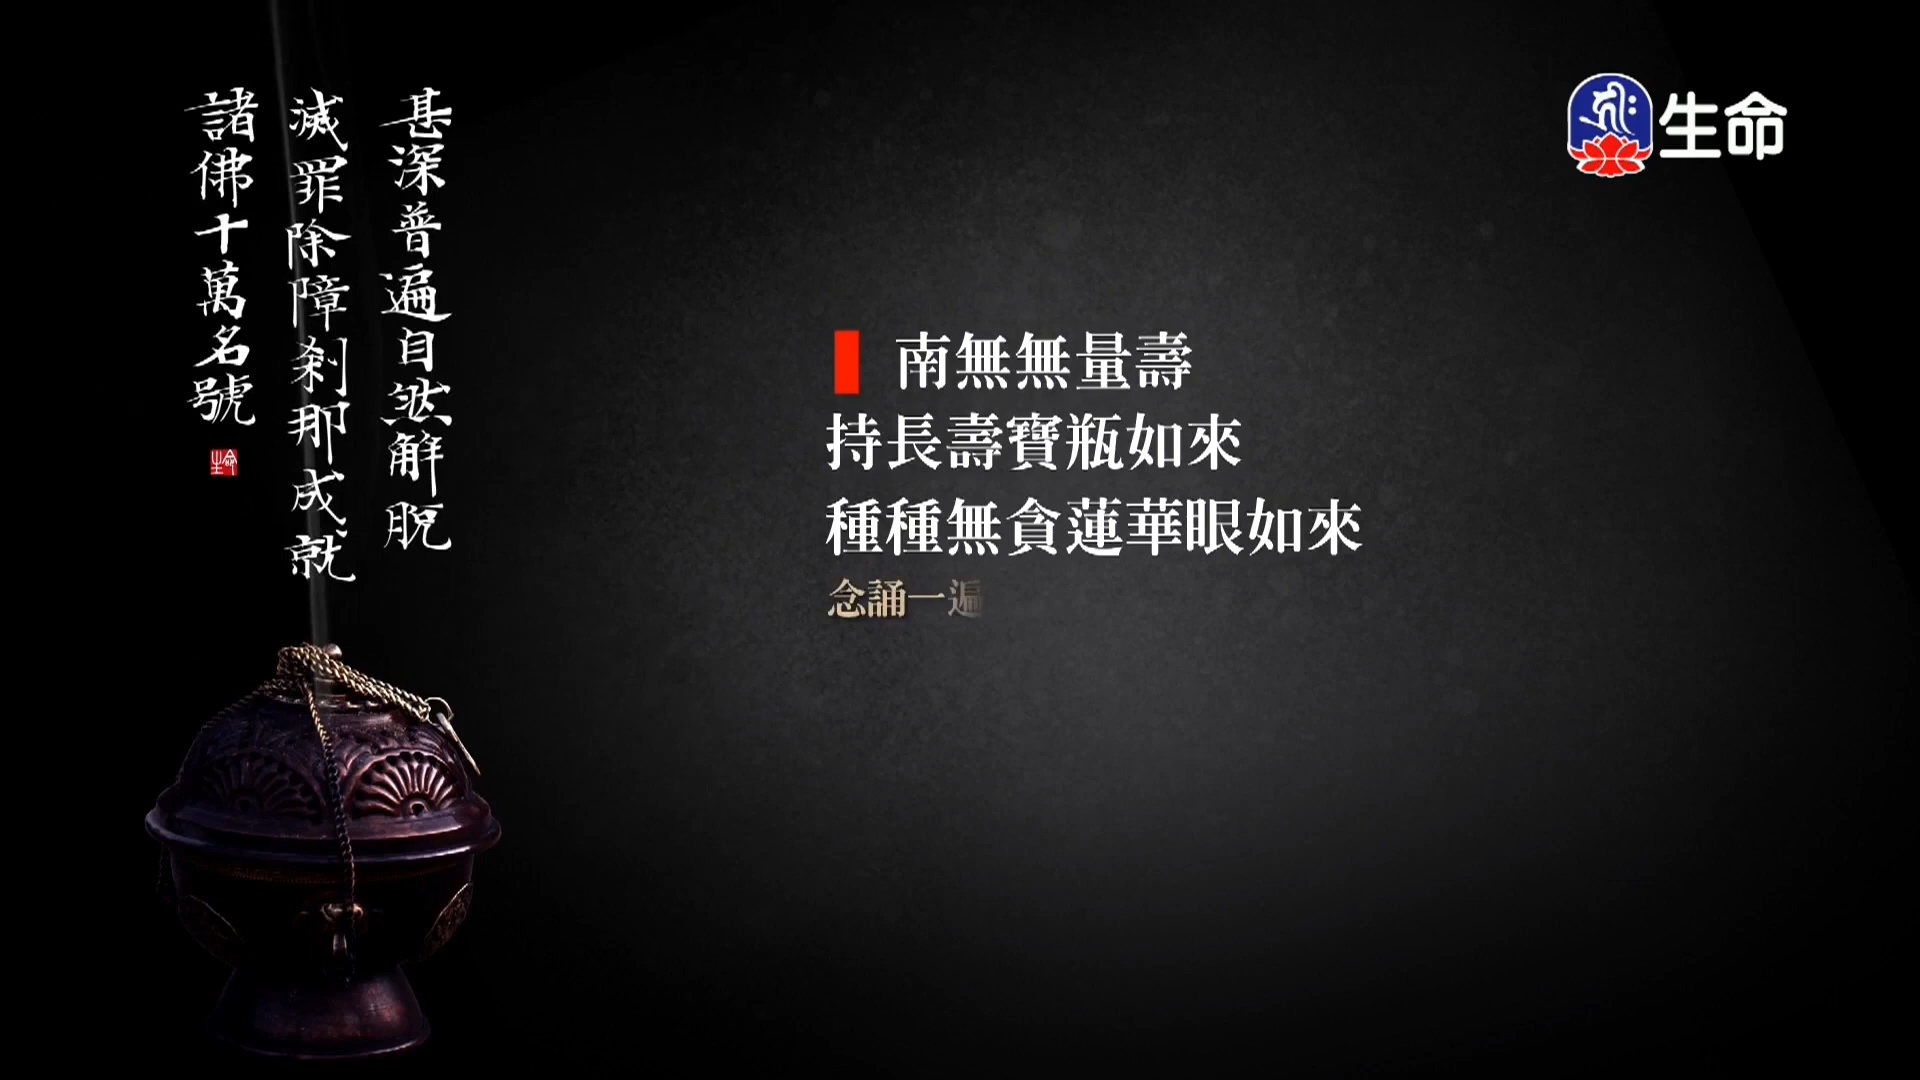 甚深普遍自然解脫
滅罪除障剎那成就
諸佛十萬名號
生命
南無無量壽
持長壽寶瓶如來
種種無貪蓮華眼如來
念誦一遍
生命